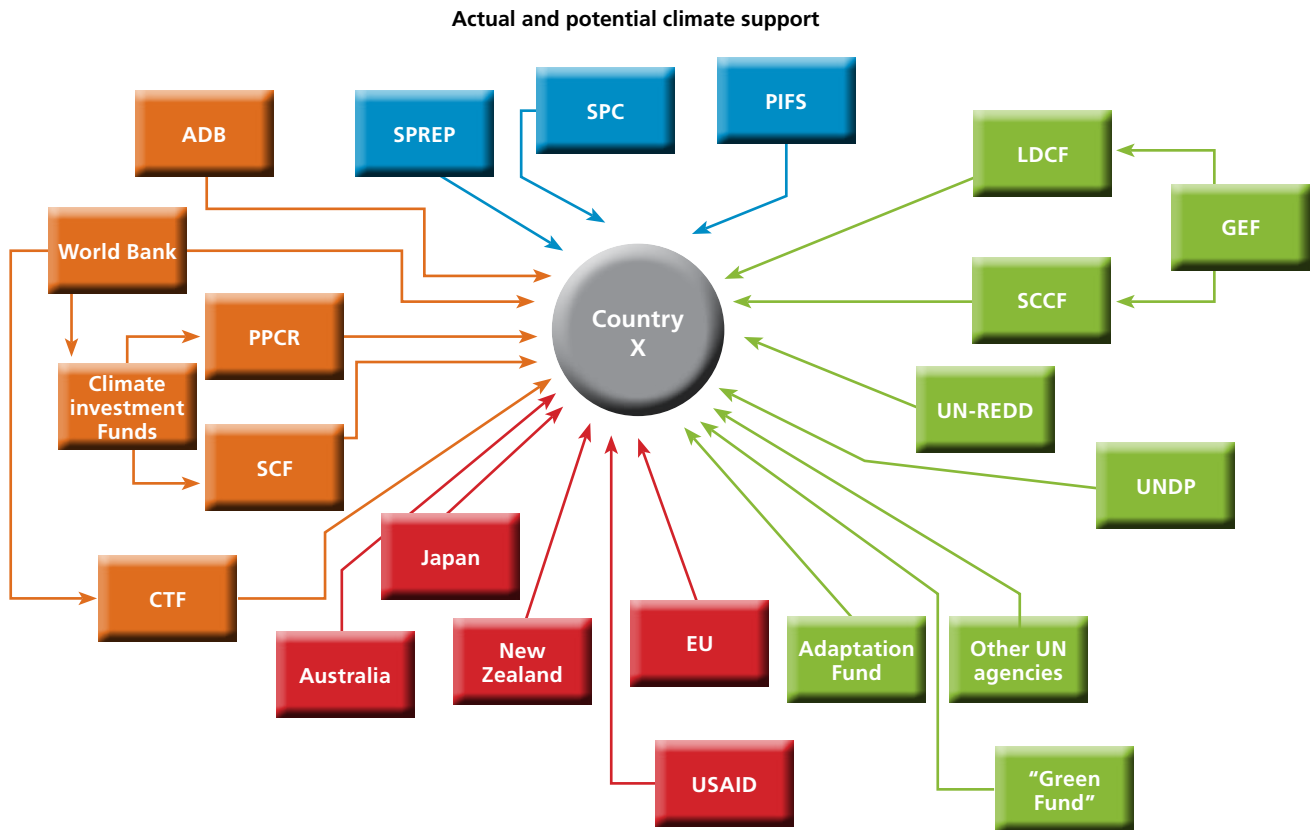 Actual and potential climate support
ADB
SPREP
SPC
PIFS
LDCF
GEF
World Bank
SCCF
PPCR
Country
X
Climate
investment
Funds
UN-REDD
SCF
UNDP
Japan
CTF
Australia
New
Zealand
EU
Adaptation
Fund
Other UN
agencies
USAID
“Green
Fund”